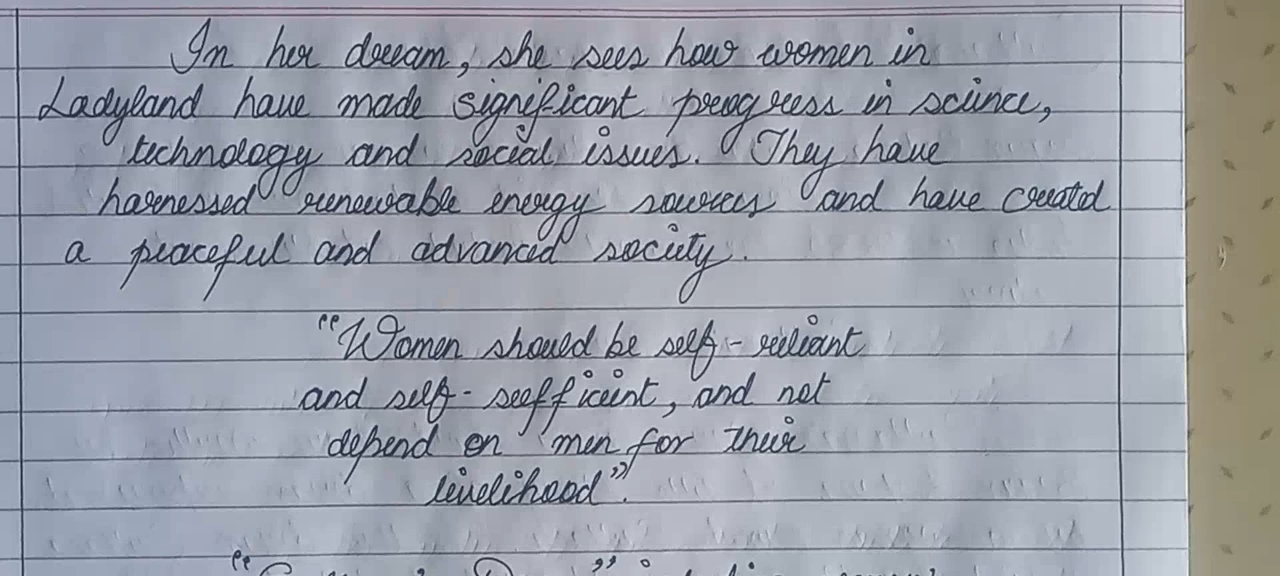 In her dream, she sees how women in
Ladyland have made significant progress in science,
technology and social issues. They have
harnessed renewable energy sources and have created
a peaceful and advanced society.
"Women should be self-reliant
and self-sufficient, and not
depend on men for their
livelihood".